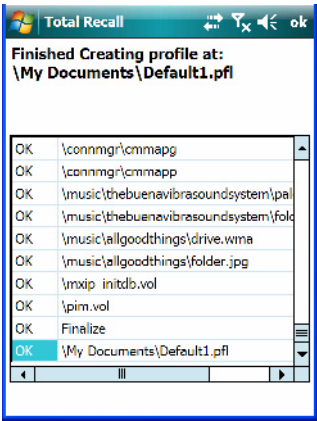 Total Recall ok
Finished Creating profile at:
\My Documents\Default1.pfl
OK \connmgr\cmmapg
OK \connmgr\cmmapp
OK \music\thebuenavibrasoundsystem\pal
OK \music\thebuenavibrasoundsystem\fold
OK \music\allgoodthings\drive.wma
OK \music\allgoodthings\folder.jpg
OK \mxip_initdb.vol
OK \pim.vol
OK Finalize
OK \My Documents\Default1.pfl